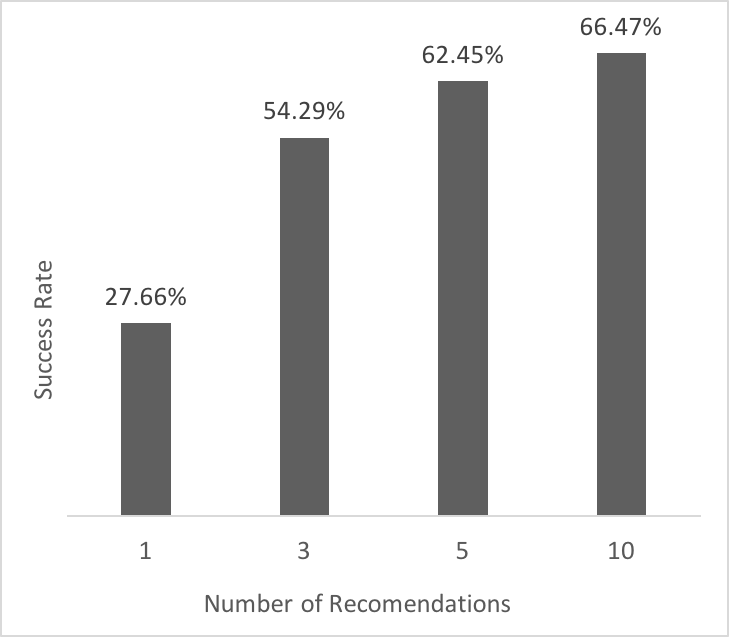 66.47%
62.45%
54.29%
27.66%
Success Rate
1 3 5 10
Number of Recomendations